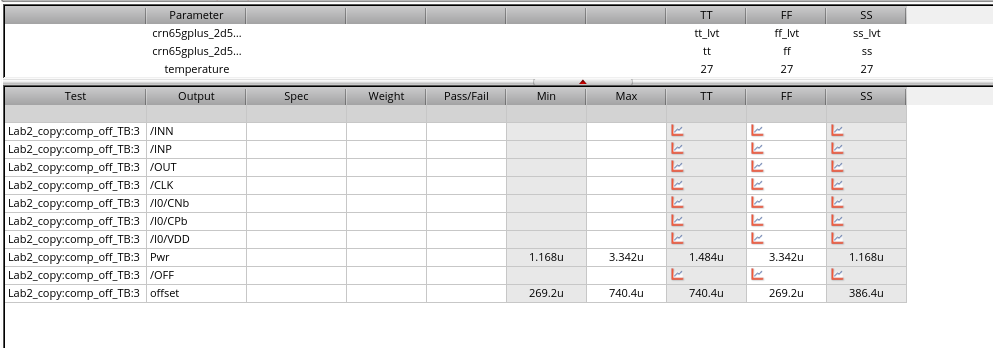 Parameter TT FF SS
crn65gplus_2d5... tt_lvt ff_lvt ss_lvt
crn65gplus_2d5... tt ff ss
temperature 27 27 27
Test Output Spec Weight Pass/Fail Min Max TT FF SS
Lab2_copy:comp_off_TB:3 /INN
Lab2_copy:comp_off_TB:3 /INP
Lab2_copy:comp_off_TB:3 /OUT
Lab2_copy:comp_off_TB:3 /CLK
Lab2_copy:comp_off_TB:3 /I0/CNb
Lab2_copy:comp_off_TB:3 /I0/CPb
Lab2_copy:comp_off_TB:3 /I0/VDD
Lab2_copy:comp_off_TB:3 Pwr 1.168u 3.342u 1.484u 3.342u 1.168u
Lab2_copy:comp_off_TB:3 /OFF
Lab2_copy:comp_off_TB:3 offset 269.2u 740.4u 740.4u 269.2u 386.4u